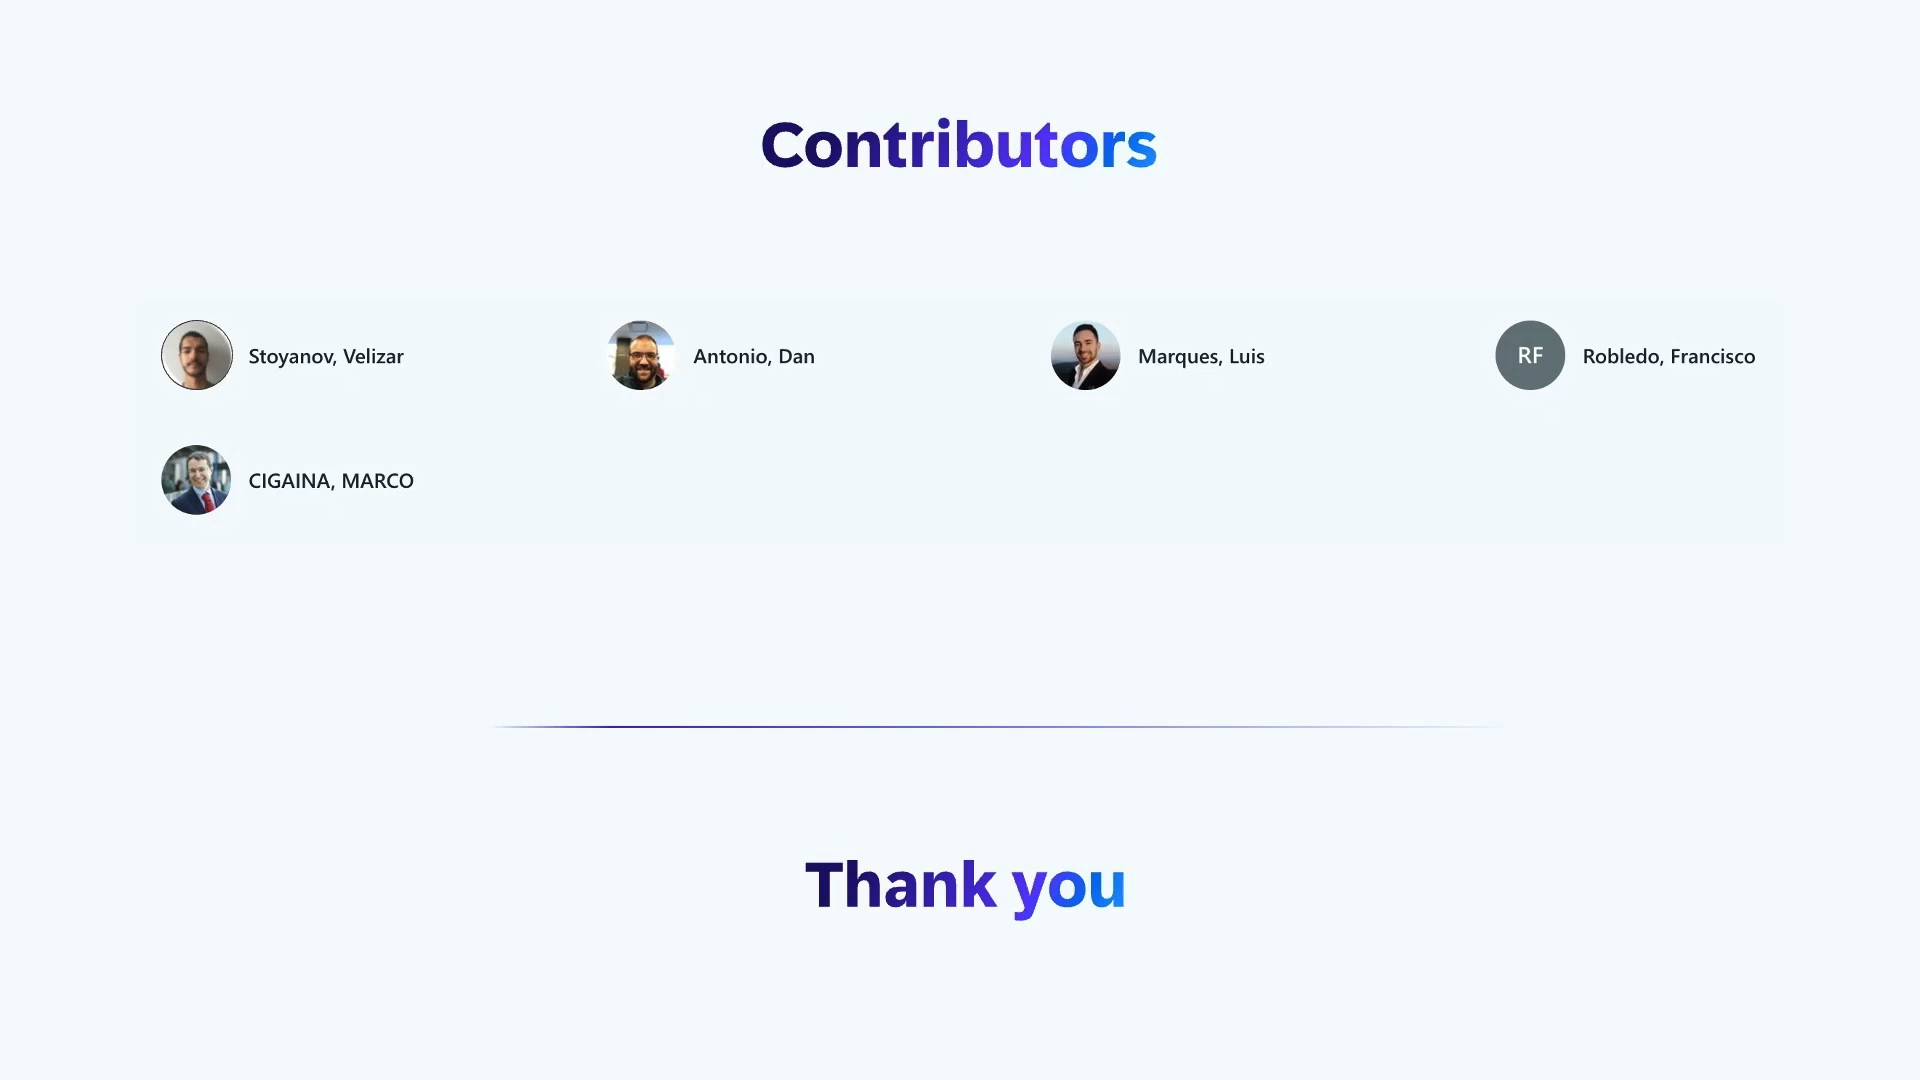 Contributors
Stoyanov, Velizar
Antonio, Dan
Marques, Luis
RF
Robledo, Francisco
CIGAINA, MARCO
Thank you